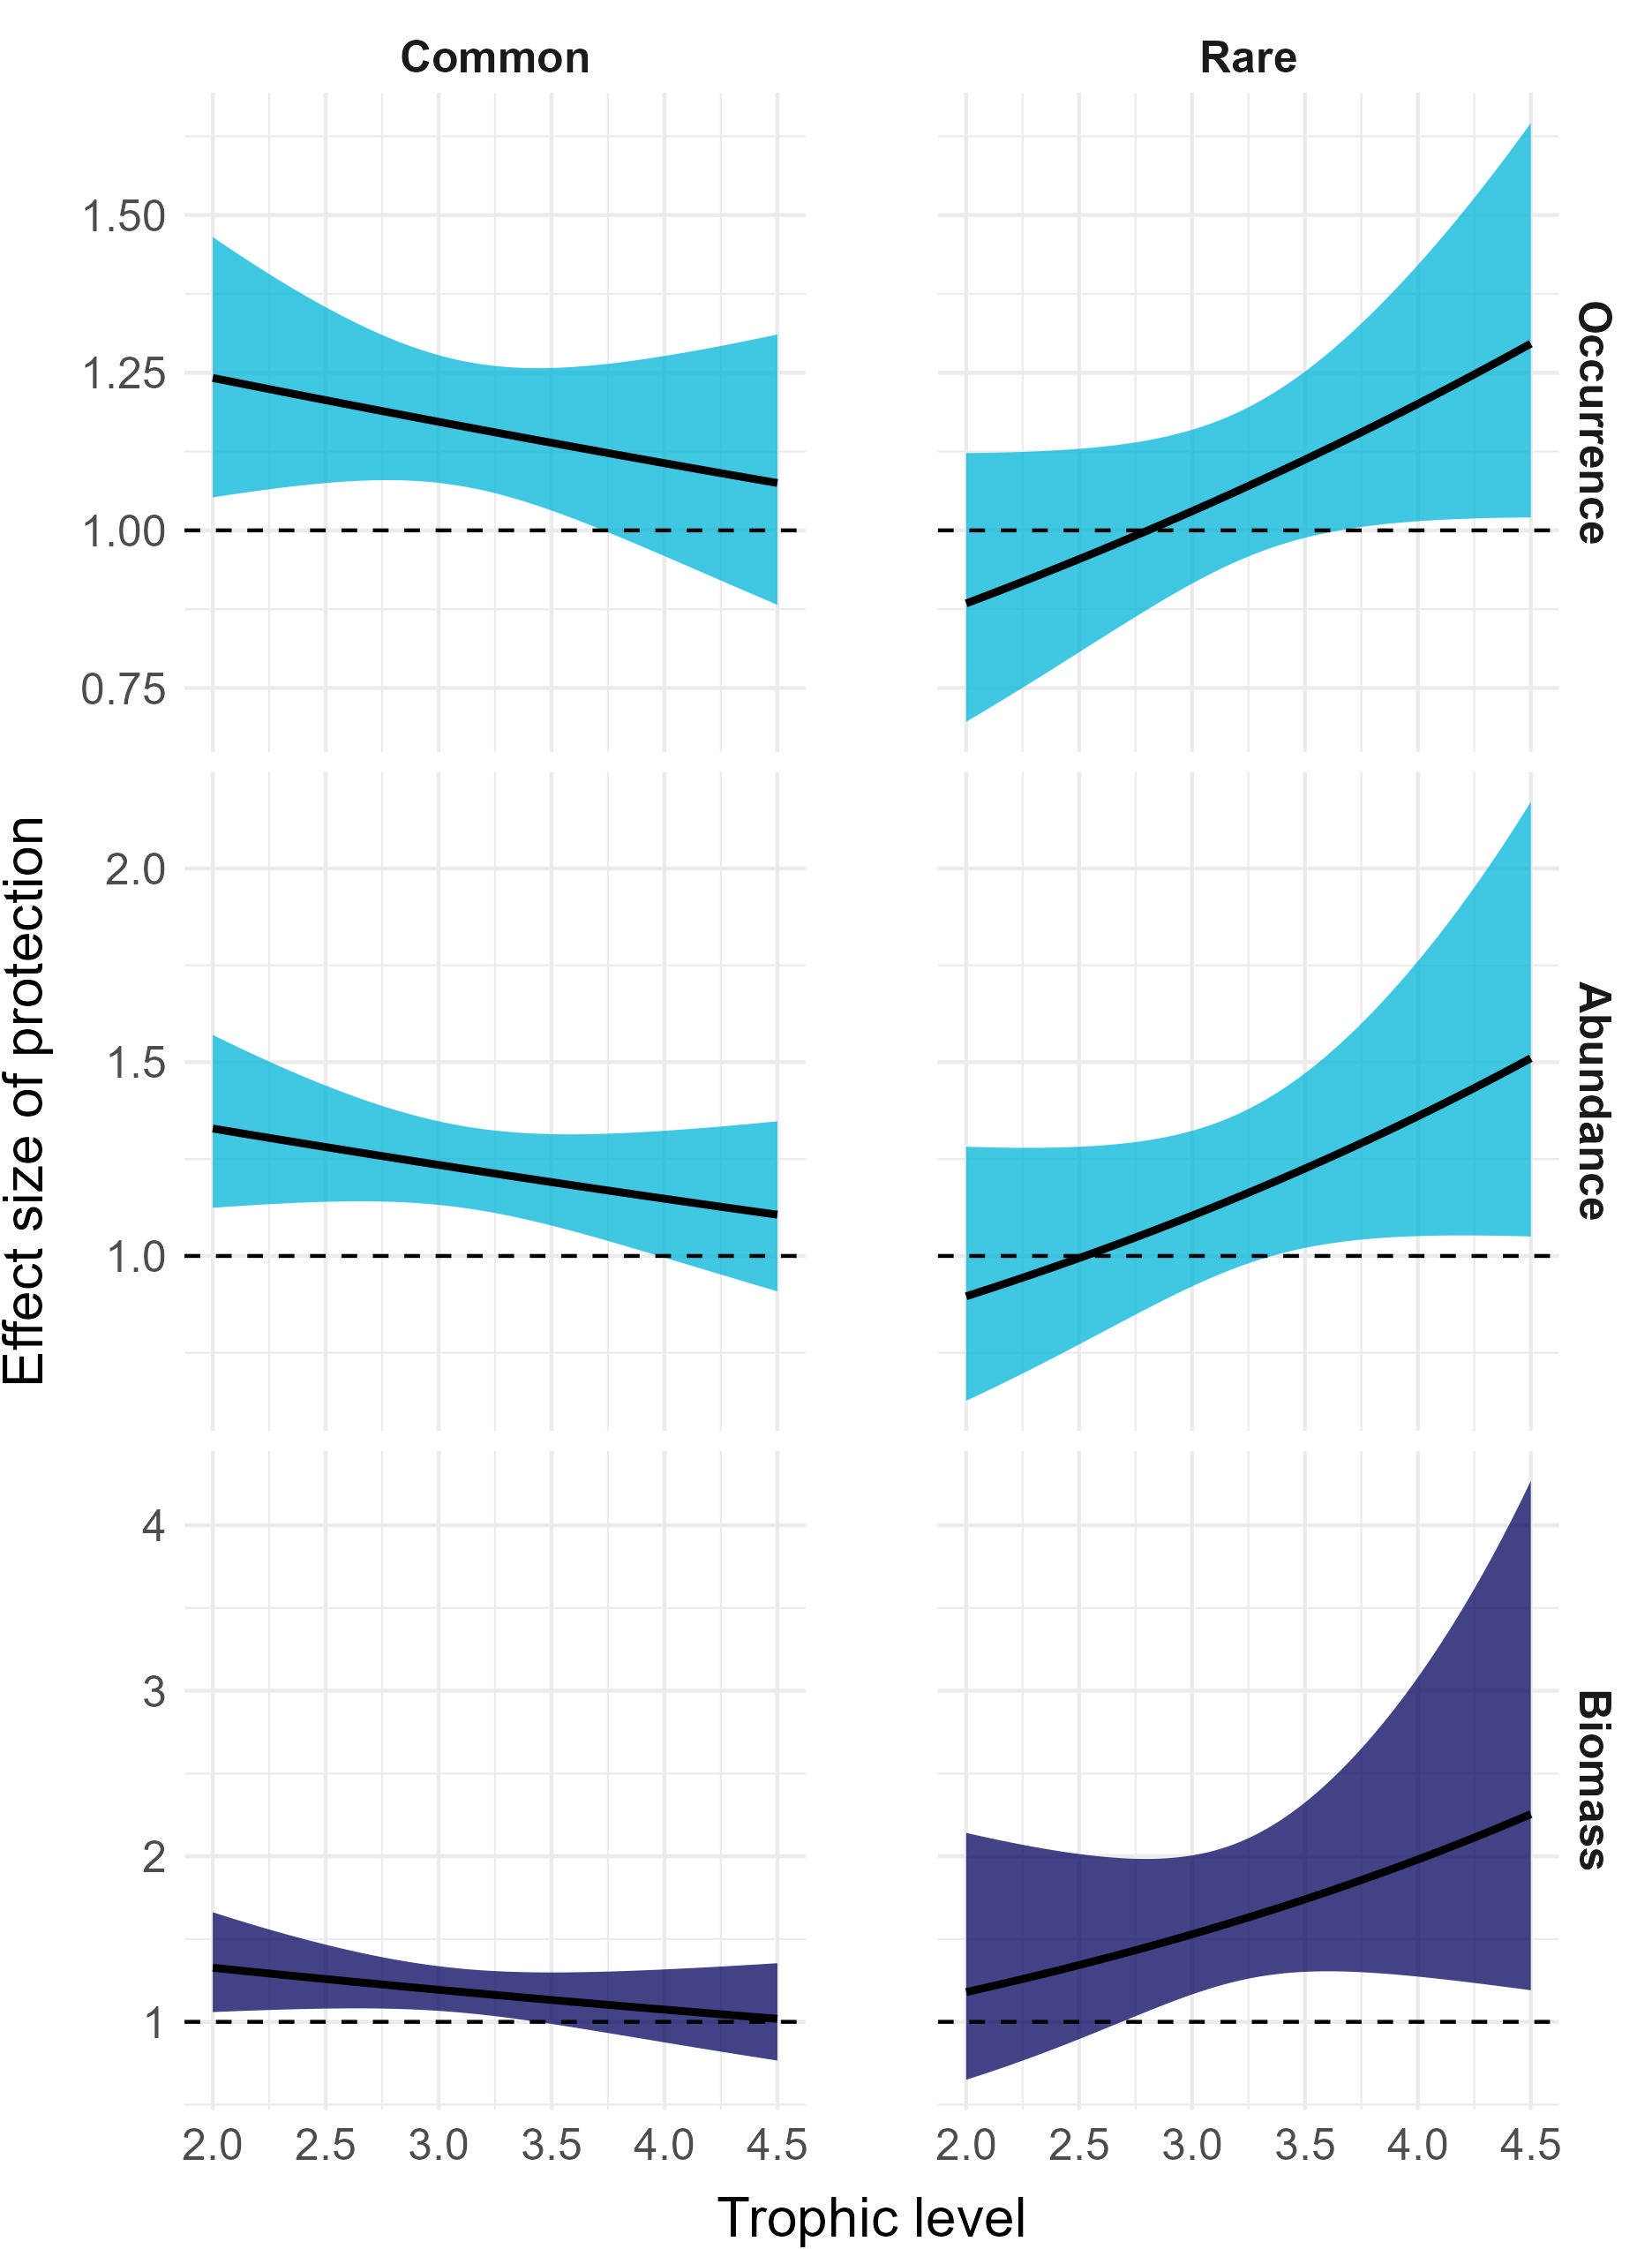 Common
Rare
1.50
1.25
1.00
0.75
Occurrence
2.0
1.5
1.0
Abundance
Effect size of protection
4
3
2
1
Biomass
2.0 2.5 3.0 3.5 4.0 4.5
2.0 2.5 3.0 3.5 4.0 4.5
Trophic level